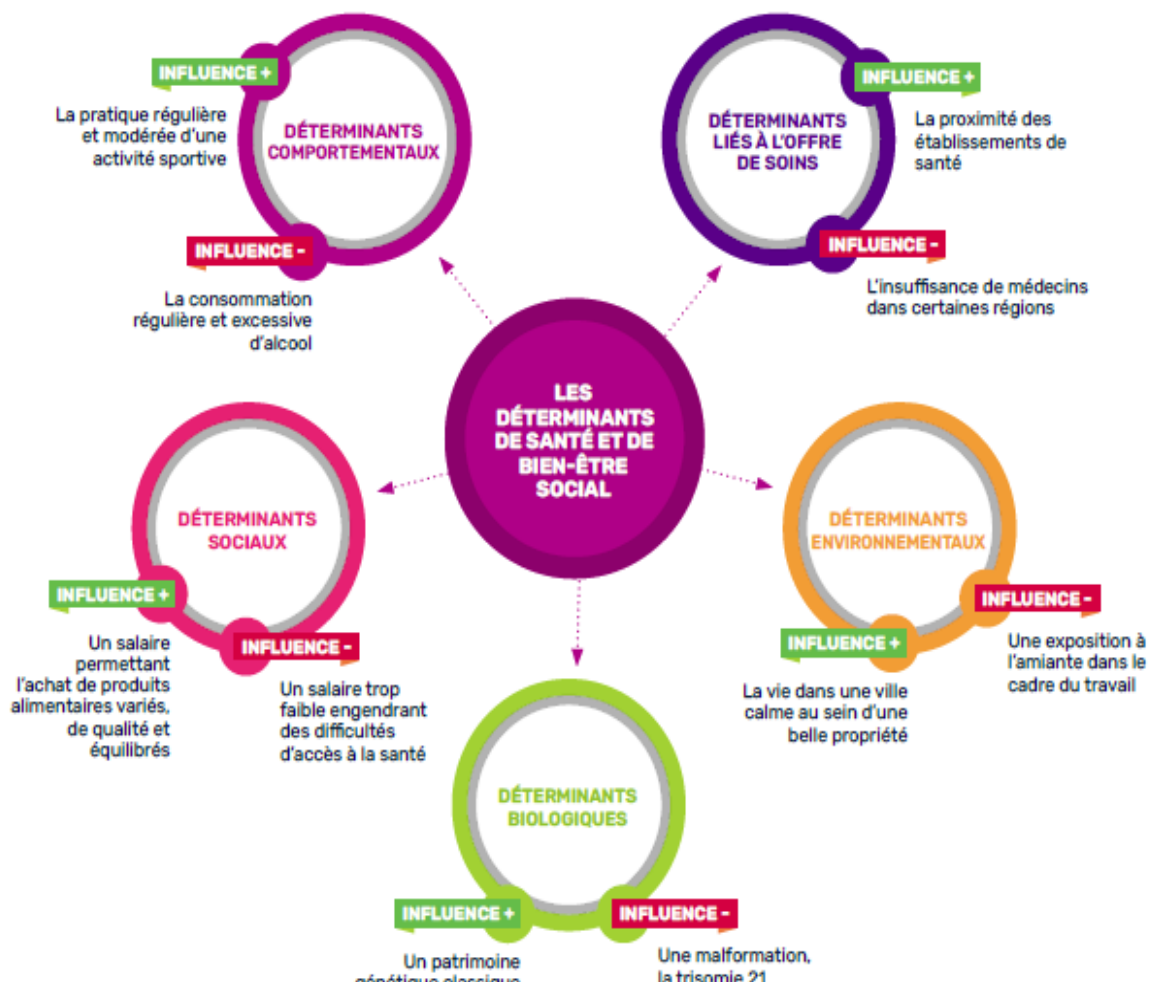 INFLUENCE +
La pratique régulière
et modérée d'une
activité sportive
DÉTERMINANTS
COMPORTEMENTAUX
INFLUENCE -
La consommation
régulière et excessive
d'alcool
DÉTERMINANTS
LIÉS À L'OFFRE
DE SOINS
INFLUENCE +
La proximité des
établissements de
santé
INFLUENCE -
L'insuffisance de médecins
dans certaines régions
LES
DÉTERMINANTS
DE SANTÉ ET DE
BIEN-ÊTRE
SOCIAL
DÉTERMINANTS
SOCIAUX
INFLUENCE +
Un salaire
permettant
l'achat de produits
alimentaires variés,
de qualité et
équilibrés
INFLUENCE -
Un salaire trop
faible engendrant
des difficultés
d'accès à la santé
DÉTERMINANTS
ENVIRONNEMENTAUX
INFLUENCE -
Une exposition à
l'amiante dans le
cadre du travail
INFLUENCE +
La vie dans une ville
calme au sein d'une
belle propriété
DÉTERMINANTS
BIOLOGIQUES
INFLUENCE +
Un patrimoine
génétique classique
INFLUENCE -
Une malformation,
la trisomie 21